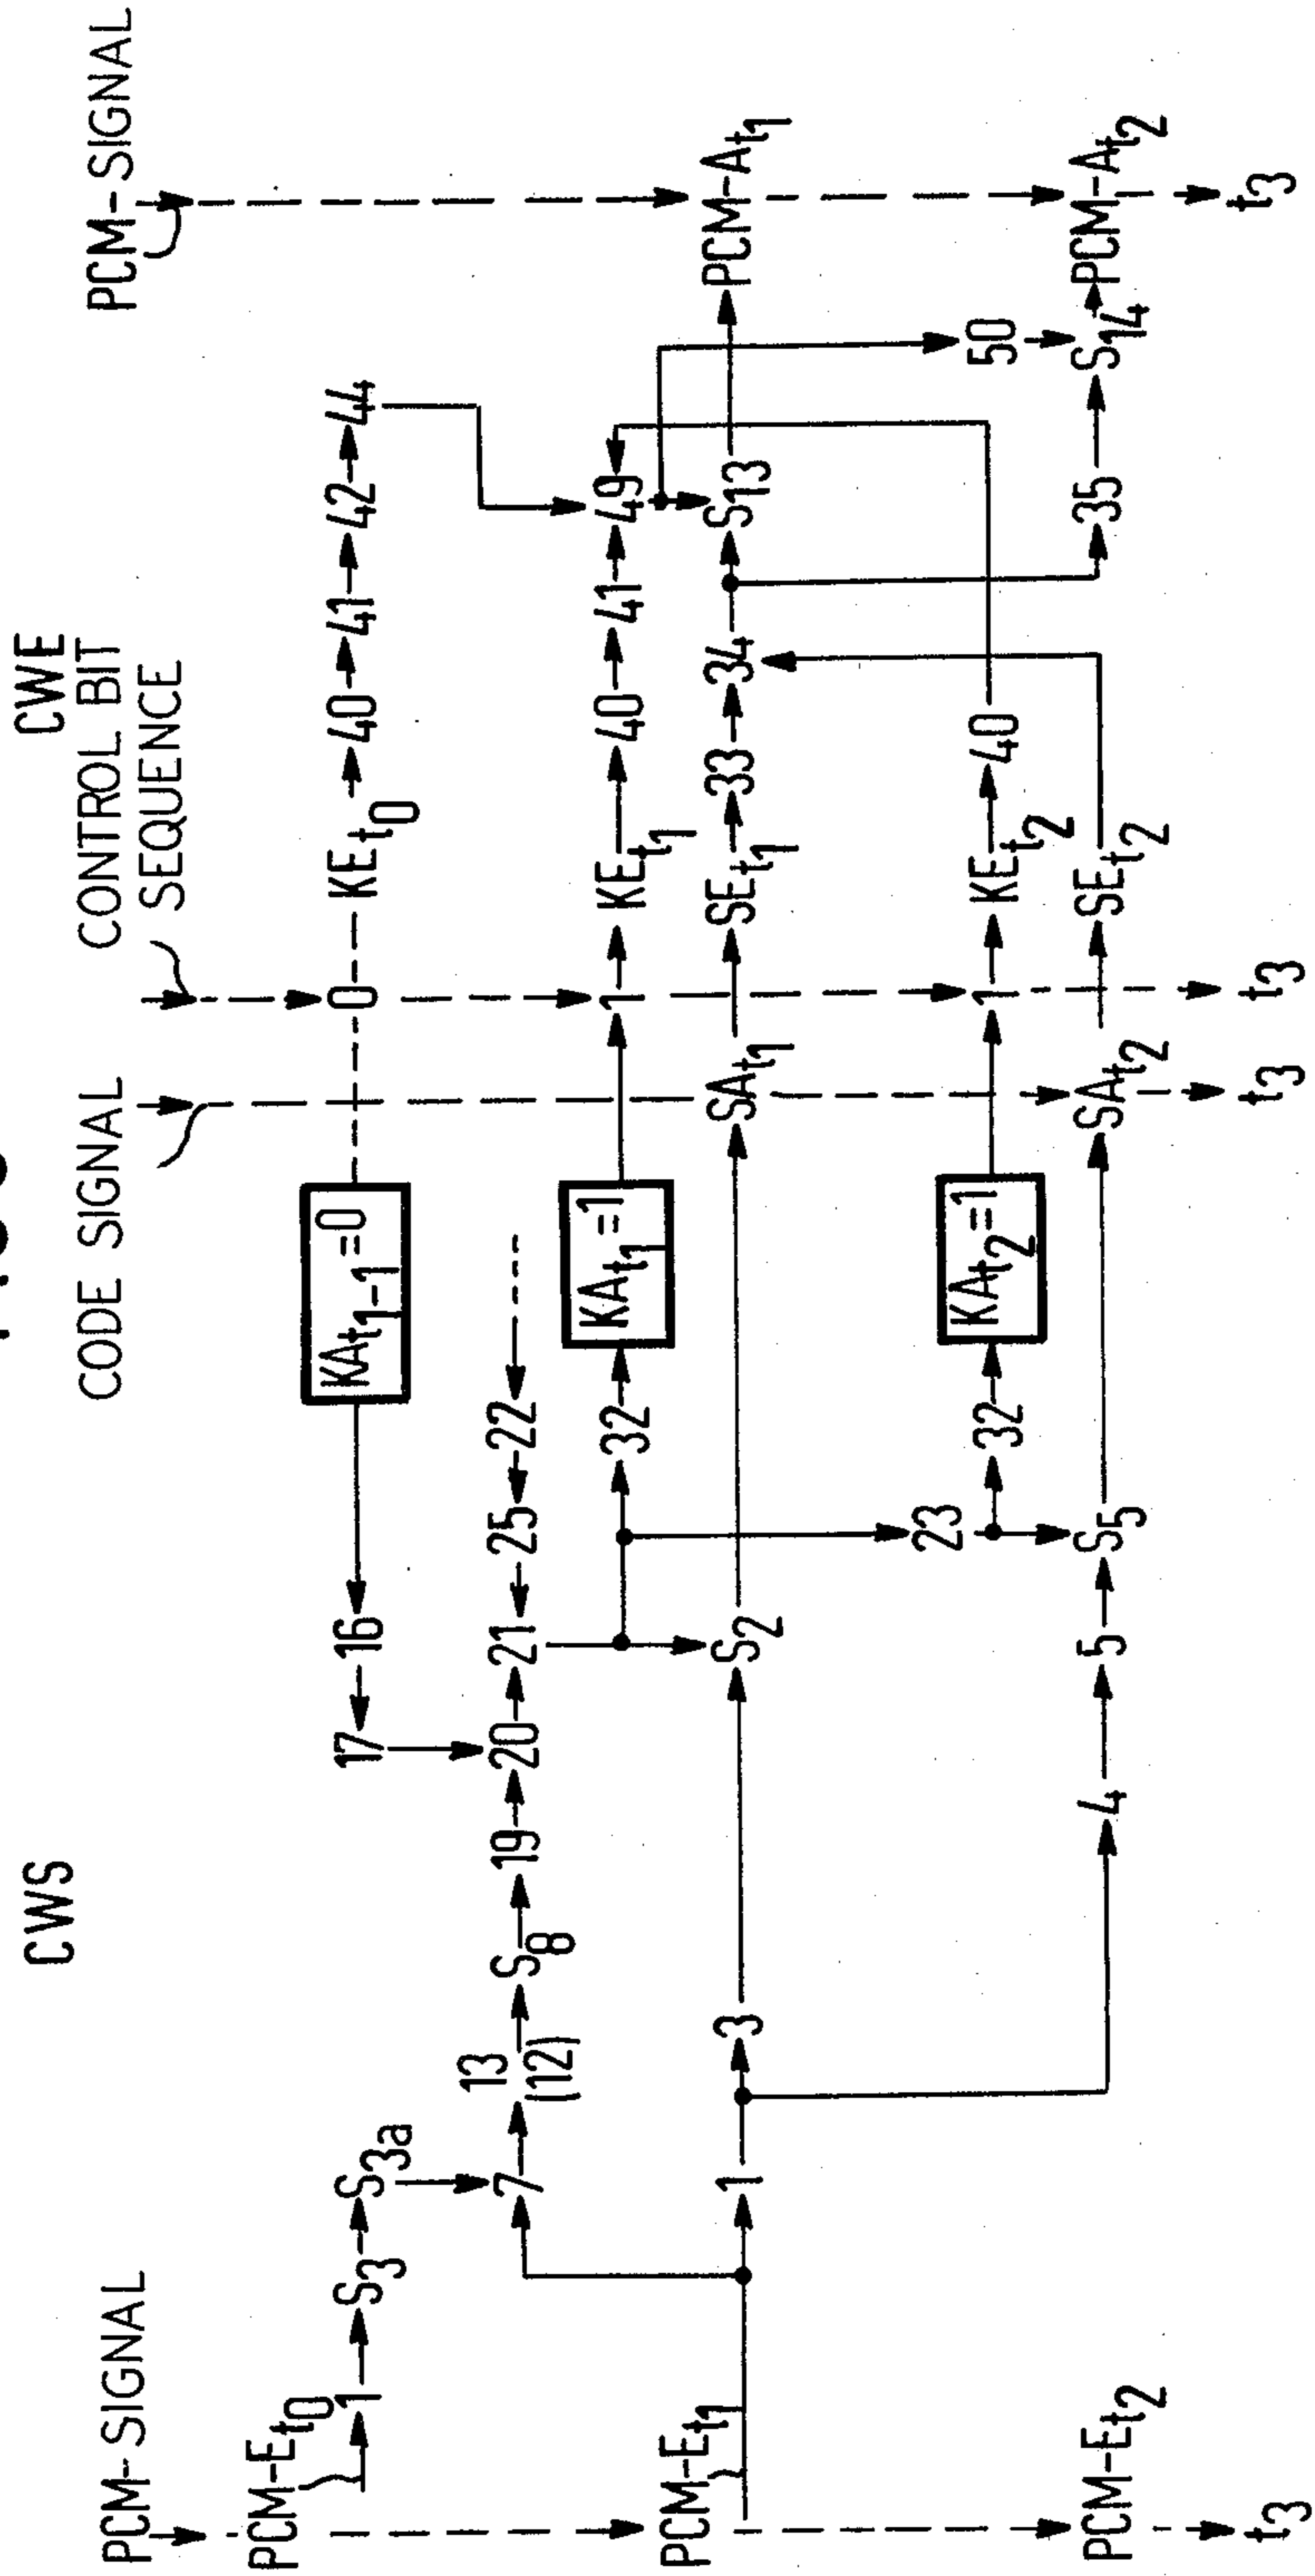 CWS
CWE
PCM-SIGNAL
CODE SIGNAL
CONTROL BIT
SEQUENCE
PCM-SIGNAL
PCM-Et0
1 S3 S3a
17 16 KAt1-1=0 0 KEt0 40 41 42 44
7 13
(12) S8 19 20 21 25 22
32 KAt1=1 1 KEt1 40 41 49
PCM-Et1 1 3 S2 SAt1 SEt1 33 34 S13 PCM-At1
23 32 KAt2=1 1 KEt2 40 50
PCM-Et2 4 5 S5 SAt2 SEt2 35 S14 PCM-At2
t3 t3 t3 t3